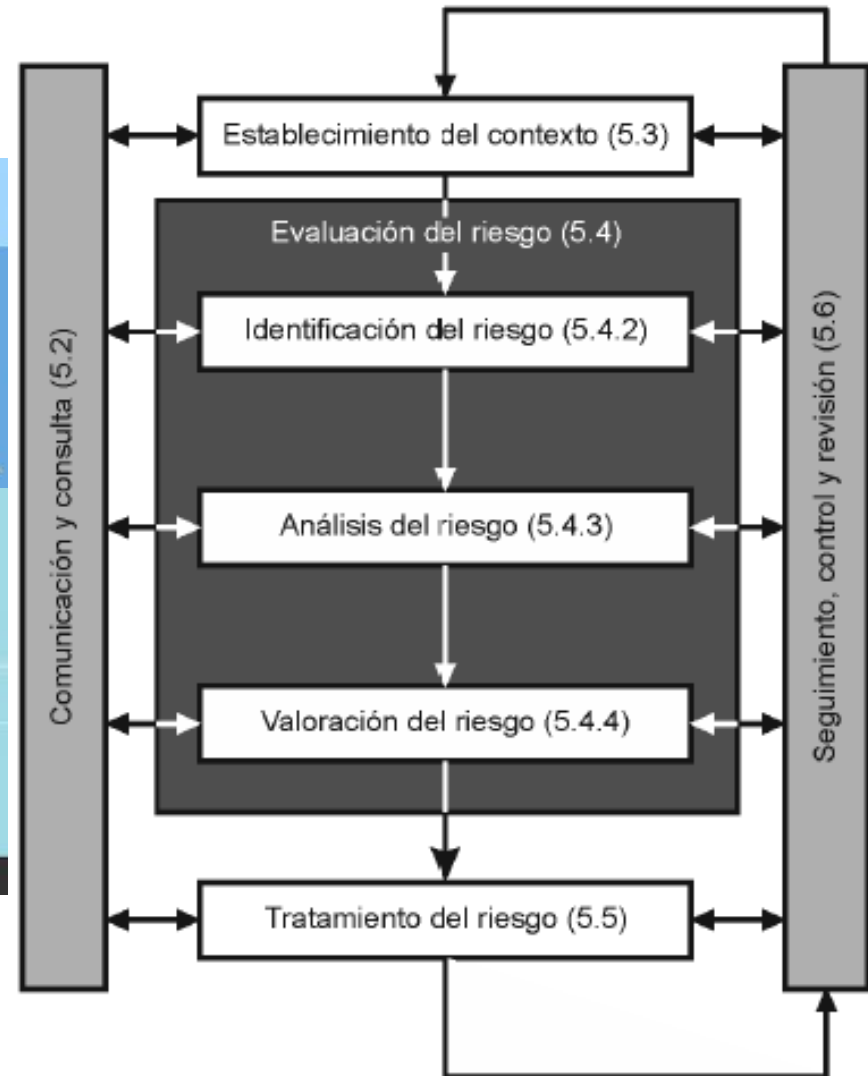 Establecimiento del contexto (5.3)
Evaluación del riesgo (5.4)
Identificación del riesgo (5.4.2)
Análisis del riesgo (5.4.3)
Valoración del riesgo (5.4.4)
Tratamiento del riesgo (5.5)
Comunicación y consulta (5.2)
Seguimiento, control y revisión (5.6)